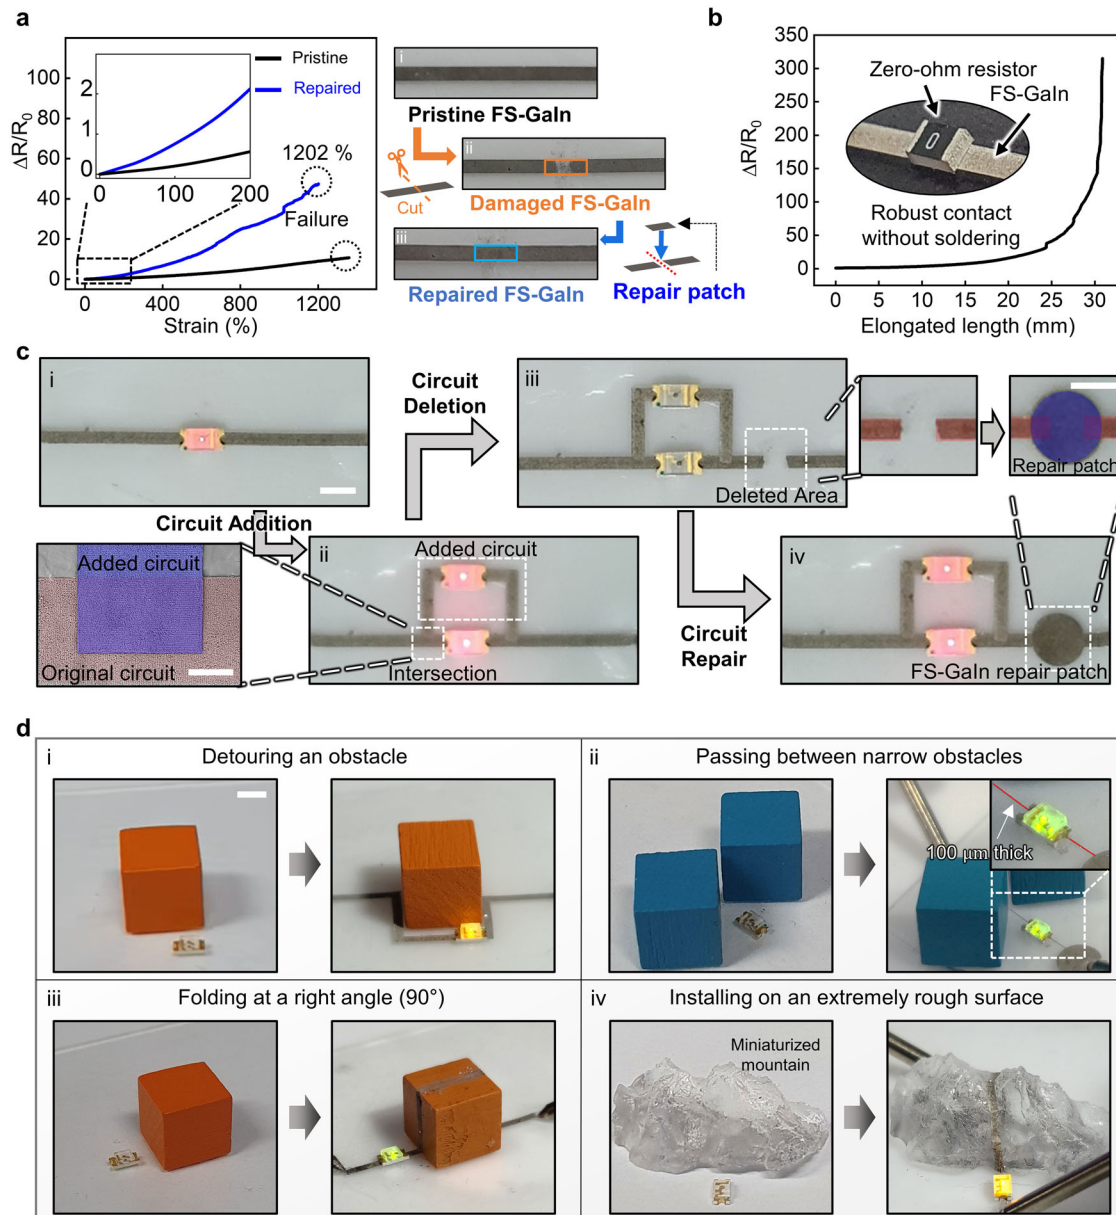 a
ΔR/R0
100
80
60
40
20
0
0
400
800
1200
Strain (%)
2
1
0
0
100
200
Pristine
Repaired
1202 %
Failure
i
Pristine FS-GaIn
ii
Cut
Damaged FS-GaIn
iii
Repaired FS-GaIn
Repair patch
b
ΔR/R0
350
300
250
200
150
100
50
0
0
5
10
15
20
25
30
Elongated length (mm)
Zero-ohm resistor
FS-GaIn
0
Robust contact
without soldering
c
i
Circuit
Deletion
iii
Deleted Area
Repair patch
Circuit Addition
Added circuit
Original circuit
ii
Added circuit
Intersection
Circuit
Repair
iv
FS-GaIn repair patch
d
i
Detouring an obstacle
ii
Passing between narrow obstacles
100 μm thick
iii
Folding at a right angle (90°)
iv
Installing on an extremely rough surface
Miniaturized
mountain